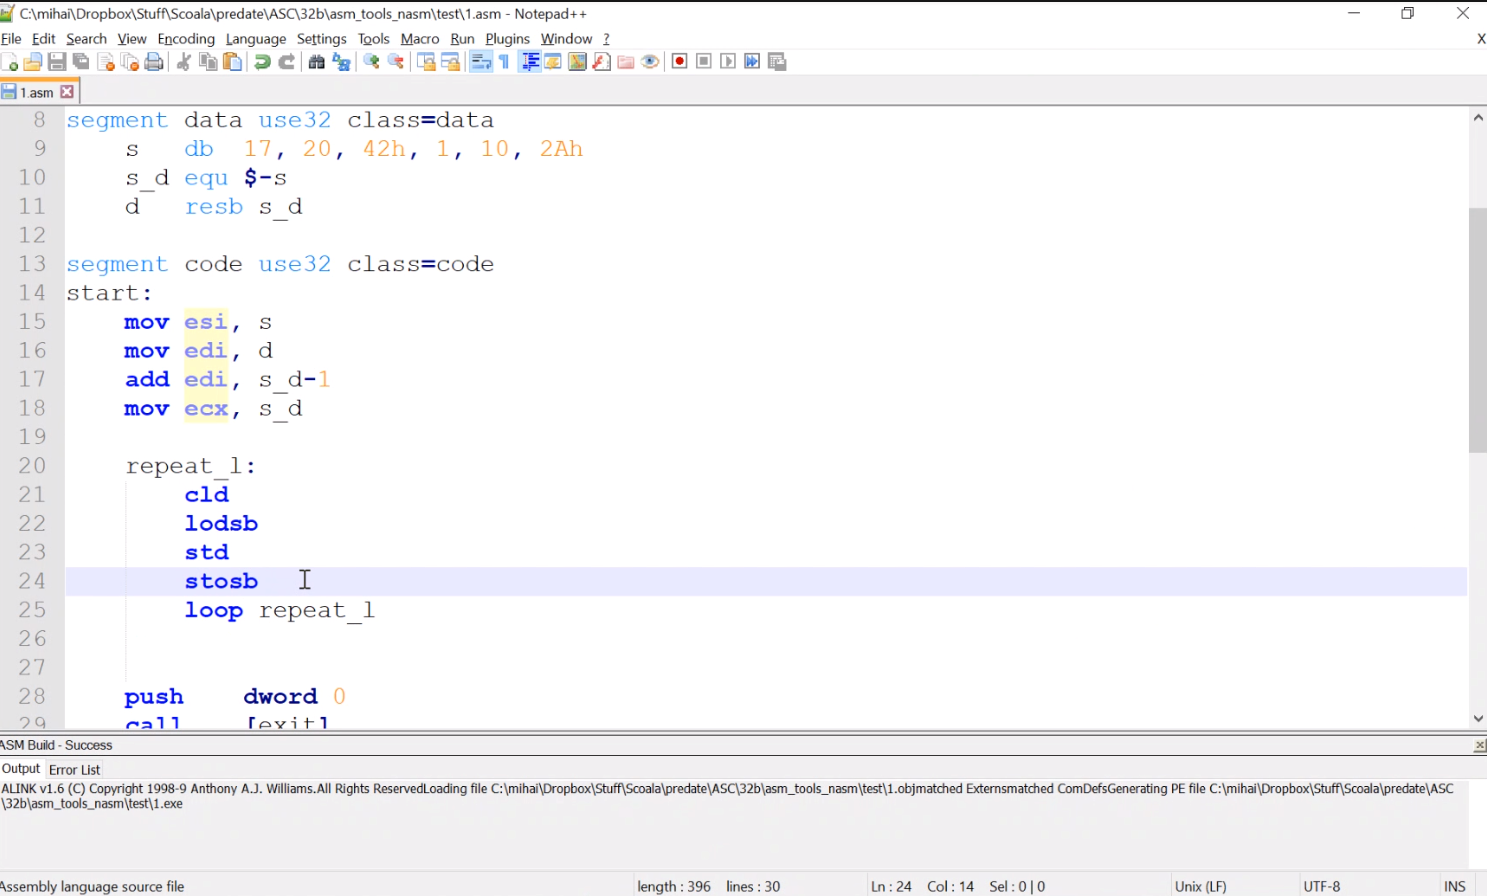 C:\mihai\Dropbox\Stuff\Scoala\predate\ASC\32b\asm_tools_nasm\test\1.asm - Notepad++
File Edit Search View Encoding Language Settings Tools Macro Run Plugins Window ? X
1.asm
8 segment data use32 class=data
9 s db 17, 20, 42h, 1, 10, 2Ah
10 s_d equ $-s
11 d resb s_d
12
13 segment code use32 class=code
14 start:
15 mov esi, s
16 mov edi, d
17 add edi, s_d-1
18 mov ecx, s_d
19
20 repeat_l:
21 cld
22 lodsb
23 std
24 stosb
25 loop repeat_l
26
27
28 push dword 0
29 call [exit]
ASM Build - Success
Output Error List
ALINK v1.6 (C) Copyright 1998-9 Anthony A.J. Williams.All Rights ReservedLoading file C:\mihai\Dropbox\Stuff\Scoala\predate\ASC\32b\asm_tools_nasm\test\1.objmatched Externsmatched ComDefsGenerating PE file C:\mihai\Dropbox\Stuff\Scoala\predate\ASC
\32b\asm_tools_nasm\test\1.exe
Assembly language source file length : 396 lines : 30 Ln : 24 Col : 14 Sel : 0 | 0 Unix (LF) UTF-8 INS